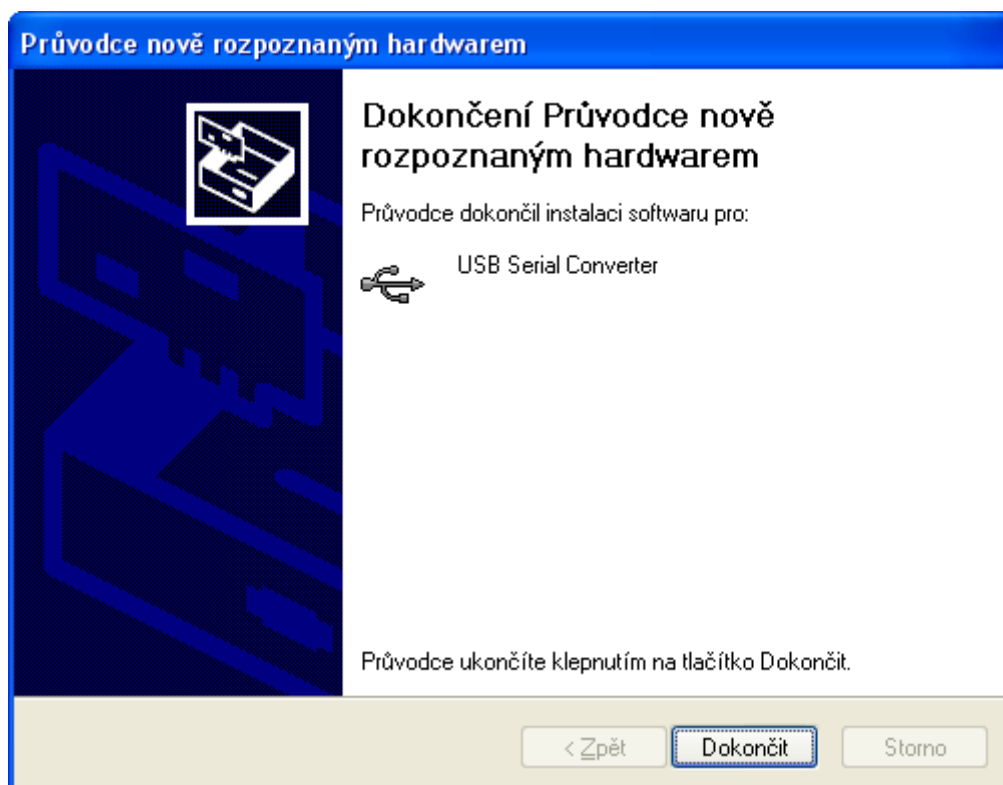 Průvodce nově rozpoznaným hardwarem
Dokončení Průvodce nově
rozpoznaným hardwarem
Průvodce dokončil instalaci softwaru pro:
USB Serial Converter
Průvodce ukončíte klepnutím na tlačítko Dokončit.
< Zpět
Dokončit
Storno